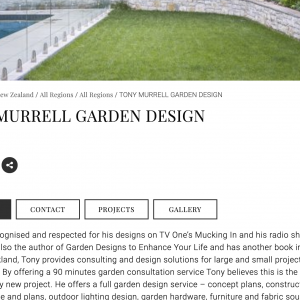 New Zealand / All Regions / All Regions / TONY MURRELL GARDEN DESIGN
MURRELL GARDEN DESIGN
CONTACT
PROJECTS
GALLERY
ognised and respected for his designs on TV One's Mucking In and his radio sh
lso the author of Garden Designs to Enhance Your Life and has another book in
land, Tony provides consulting and design solutions for large and small project
By offering a 90 minutes garden consultation service Tony believes this is the
y new project. He offers a full garden design service – concept plans, construc
e and plans, outdoor lighting design, garden hardware, furniture and fabric se